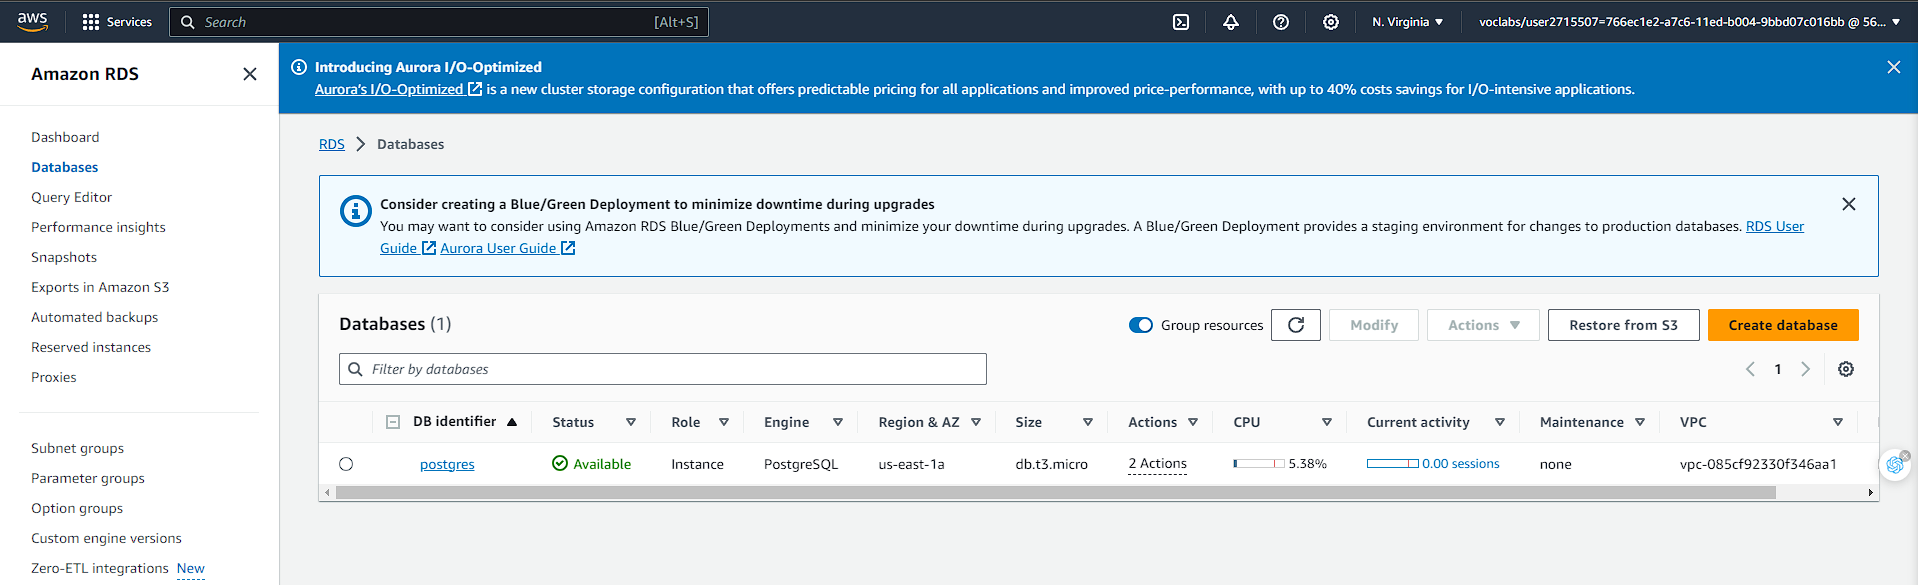 aws
Services
Search
[Alt+S]
N. Virginia
voclabs/user2715507=766ec1e2-a7c6-11ed-b004-9bbd07c016bb @ 56...
Amazon RDS
Dashboard
Databases
Query Editor
Performance insights
Snapshots
Exports in Amazon S3
Automated backups
Reserved instances
Proxies
Subnet groups
Parameter groups
Option groups
Custom engine versions
Zero-ETL integrations New
Introducing Aurora I/O-Optimized
Aurora's I/O-Optimized is a new cluster storage configuration that offers predictable pricing for all applications and improved price-performance, with up to 40% costs savings for I/O-intensive applications.
RDS > Databases
Consider creating a Blue/Green Deployment to minimize downtime during upgrades
You may want to consider using Amazon RDS Blue/Green Deployments and minimize your downtime during upgrades. A Blue/Green Deployment provides a staging environment for changes to production databases. RDS User
Guide Aurora User Guide
Databases (1)
Group resources
Modify
Actions
Restore from S3
Create database
Filter by databases
1
DB identifier Status Role Engine Region & AZ Size Actions CPU Current activity Maintenance VPC
postgres Available Instance PostgreSQL us-east-1a db.t3.micro 2 Actions 5.38% 0.00 sessions none vpc-085cf92330f346aa1